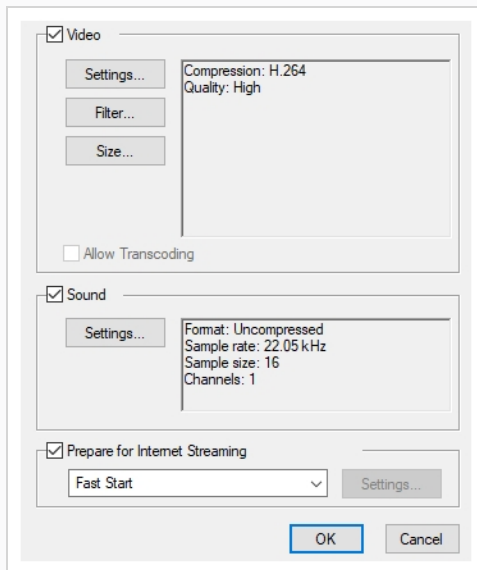 Video
Settings...
Compression: H.264
Quality: High
Filter...
Size...
Allow Transcoding
Sound
Settings...
Format: Uncompressed
Sample rate: 22.05 kHz
Sample size: 16
Channels: 1
Prepare for Internet Streaming
Fast Start
Settings...
OK
Cancel